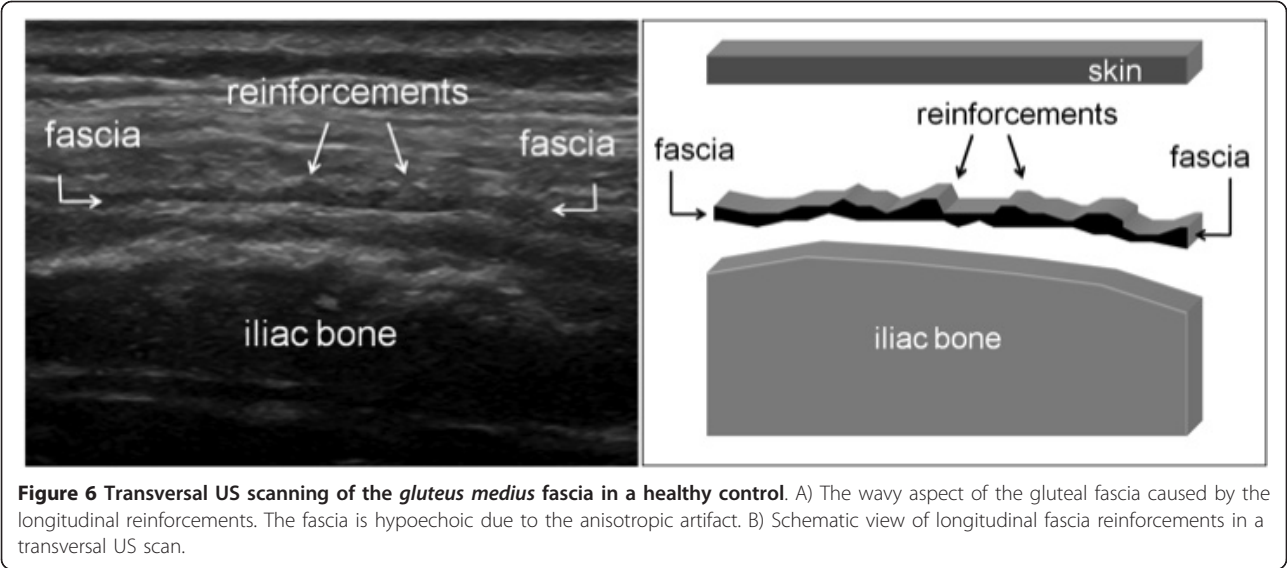 reinforcements
fascia
fascia
iliac bone
skin
reinforcements
fascia
fascia
iliac bone
Figure 6 Transversal US scanning of the gluteus medius fascia in a healthy control. A) The wavy aspect of the gluteal fascia caused by the
longitudinal reinforcements. The fascia is hypoechoic due to the anisotropic artifact. B) Schematic view of longitudinal fascia reinforcements in a
transversal US scan.